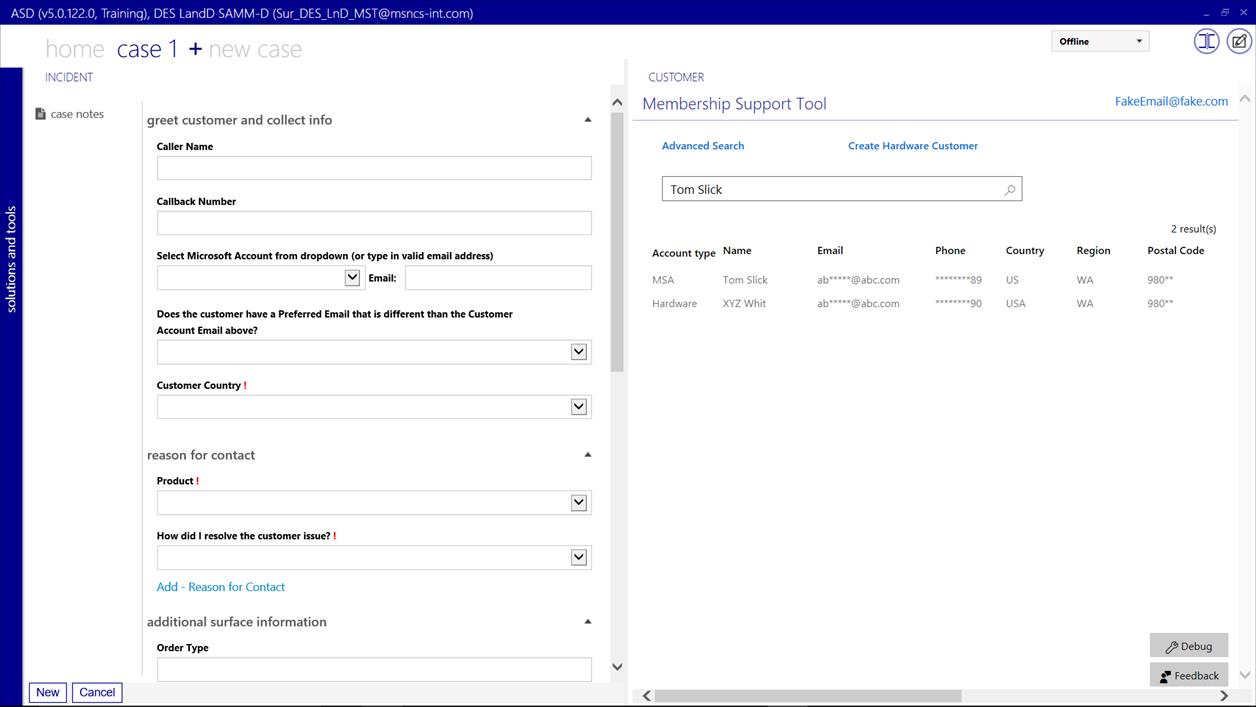 ASD (v5.0.122.0, Training), DES LandD SAMM-D (Sur_DES_LnD_MST@msncs-int.com)
home case 1 + new case
Offline
INCIDENT
case notes
solutions and tools
greet customer and collect info
Caller Name
Callback Number
Select Microsoft Account from dropdown (or type in valid email address)
Email:
Does the customer have a Preferred Email that is different than the Customer
Account Email above?
Customer Country !
reason for contact
Product !
How did I resolve the customer issue? !
Add - Reason for Contact
additional surface information
Order Type
New Cancel
CUSTOMER
Membership Support Tool FakeEmail@fake.com
Advanced Search Create Hardware Customer
Tom Slick
2 result(s)
Account type Name Email Phone Country Region Postal Code
MSA Tom Slick ab*****@abc.com ********89 US WA 980**
Hardware XYZ Whit ab*****@abc.com ********90 USA WA 980**
Debug
Feedback